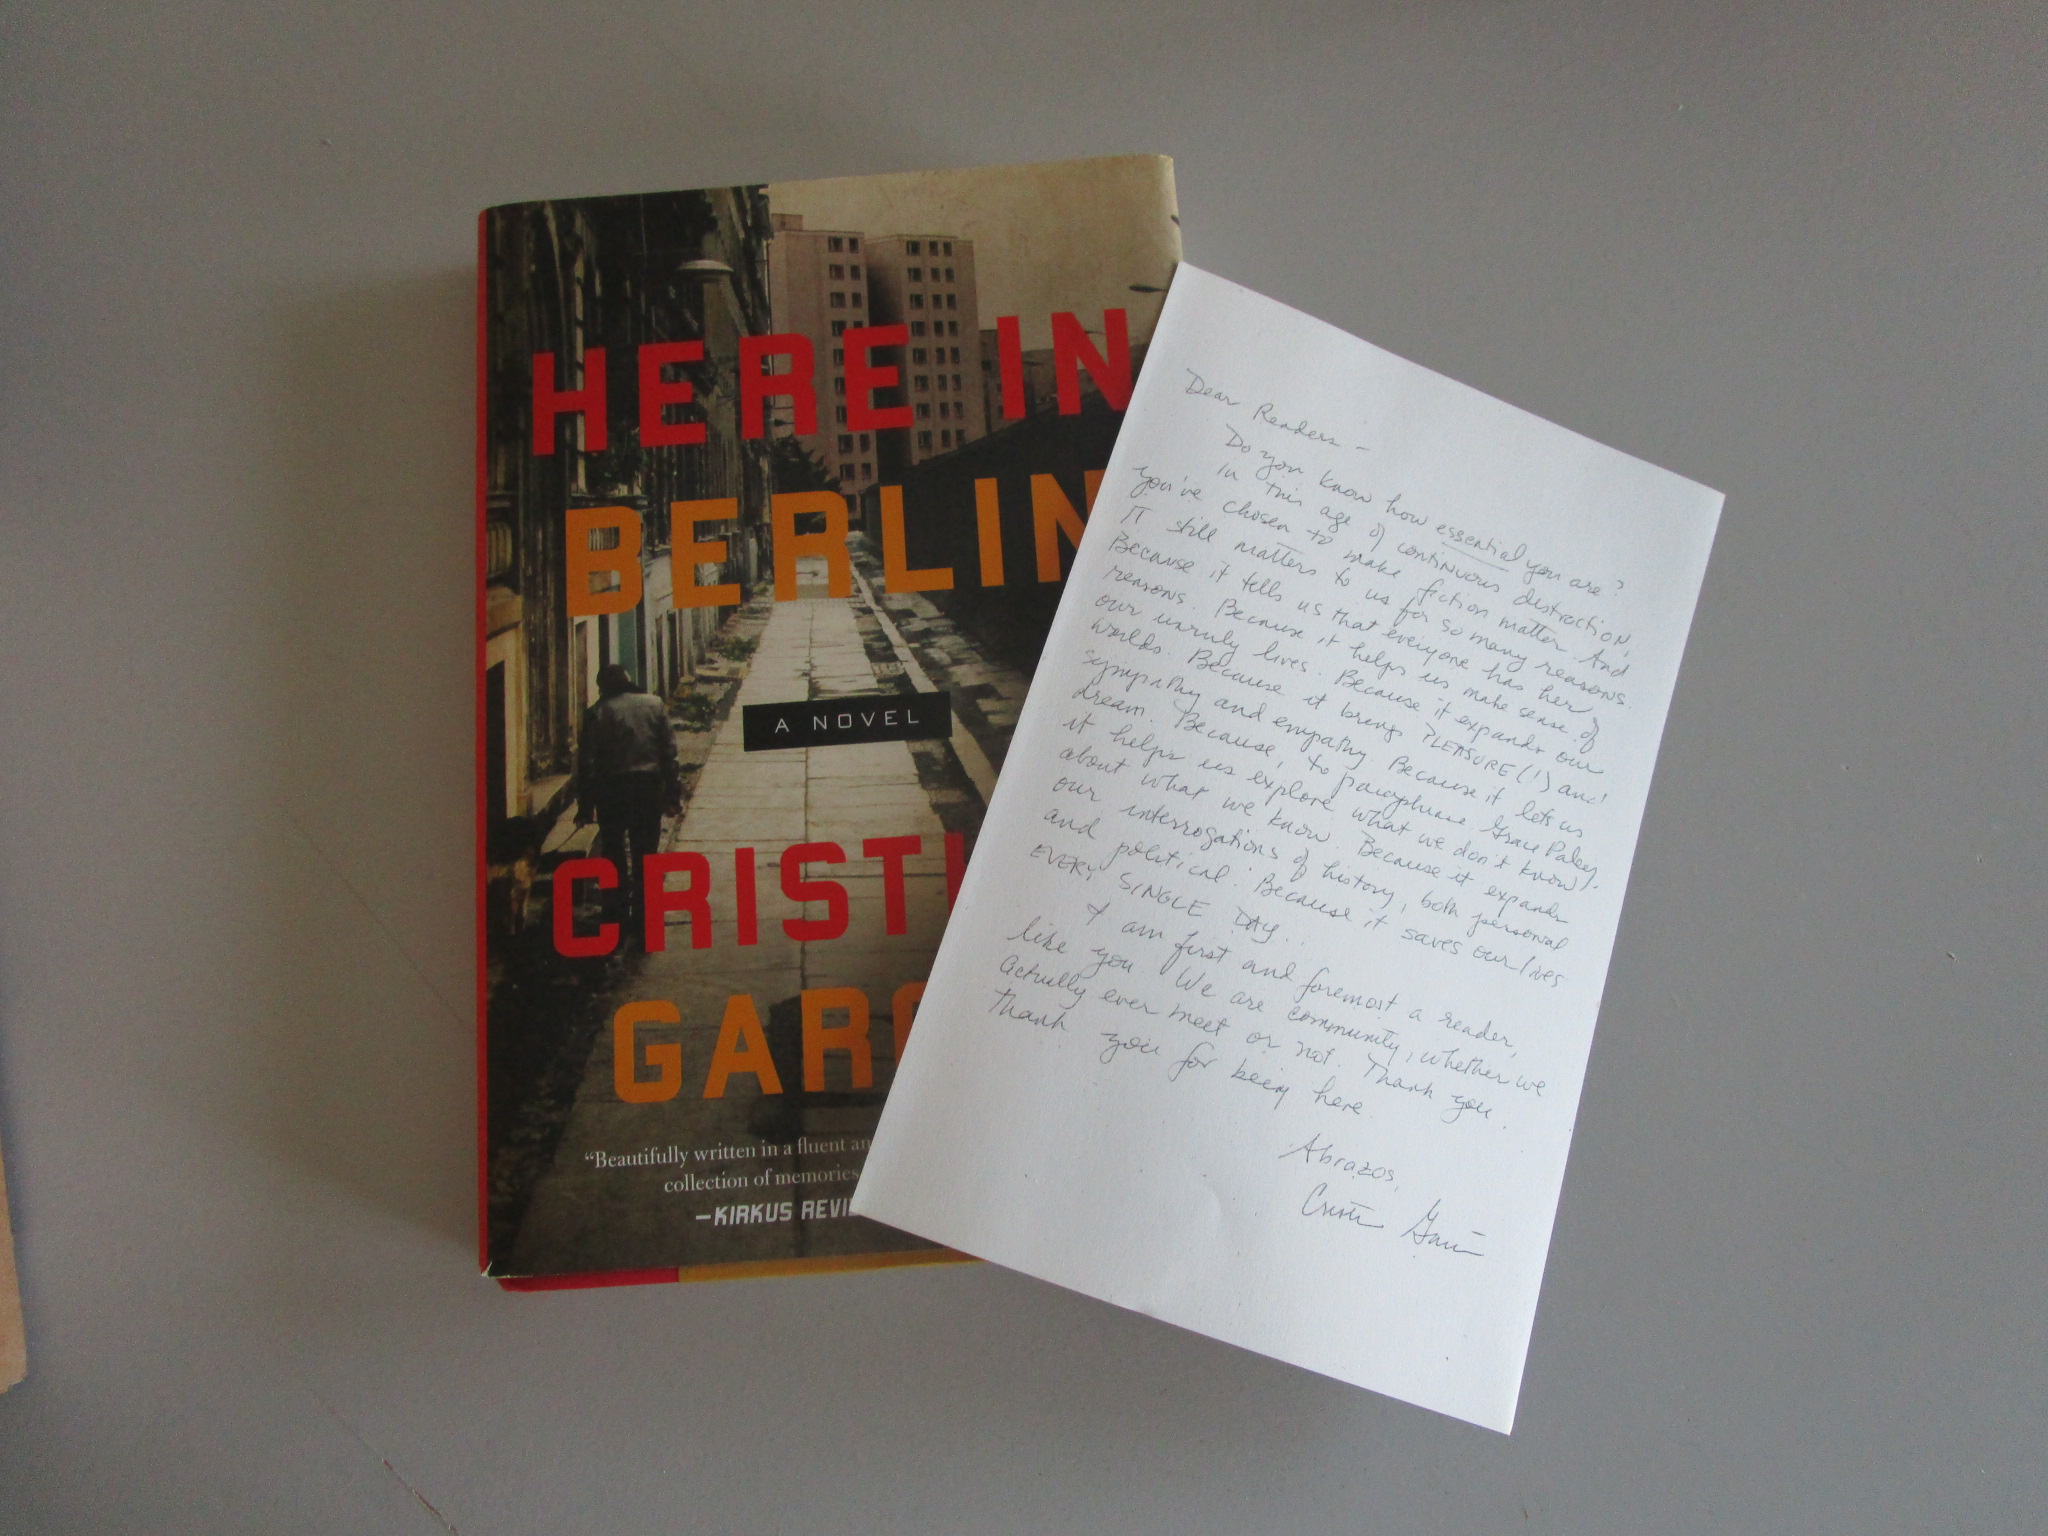 HERE IN
BERLIN
A NOVEL
CRISTI
GARC
“Beautifully written in a fluent an
collection of memories
—KIRKUS REVIE
Dear Readers –
Do you know how essential you are?
In this age of continuous distraction,
you've chosen to make fiction matter. And
it still matters to us for so many reasons.
Because it tells us that everyone has her
reasons. Because it helps us make sense of
our unruly lives. Because it expands our
worlds. Because it brings PLEASURE (!) and
sympathy and empathy. Because it lets us
dream. Because, to paraphrase Grace Paley,
it helps us explore what we don't know
about what we know. Because it expands
our interrogations of history, both personal
and political. Because it saves our lives
EVERY SINGLE DAY.
I am first and foremost a reader,
like you. We are community, whether we
actually ever meet or not. Thank you.
Thank you for being here.
Abrazos,
Cristi Garc